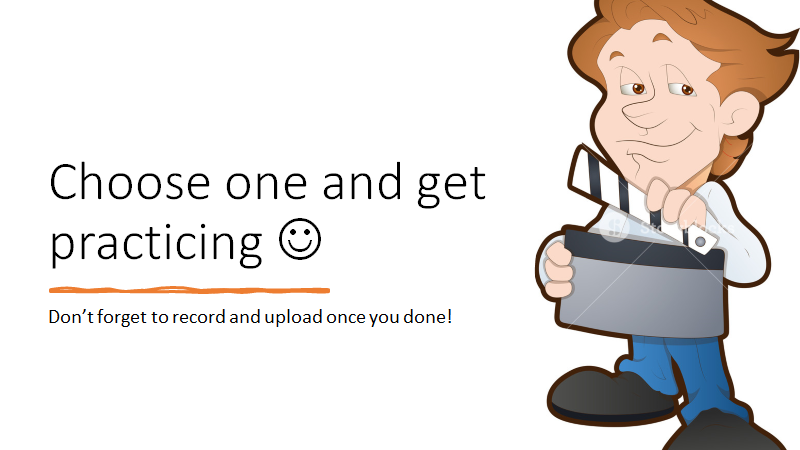 Choose one and get
practicing ☺
Don't forget to record and upload once you done!